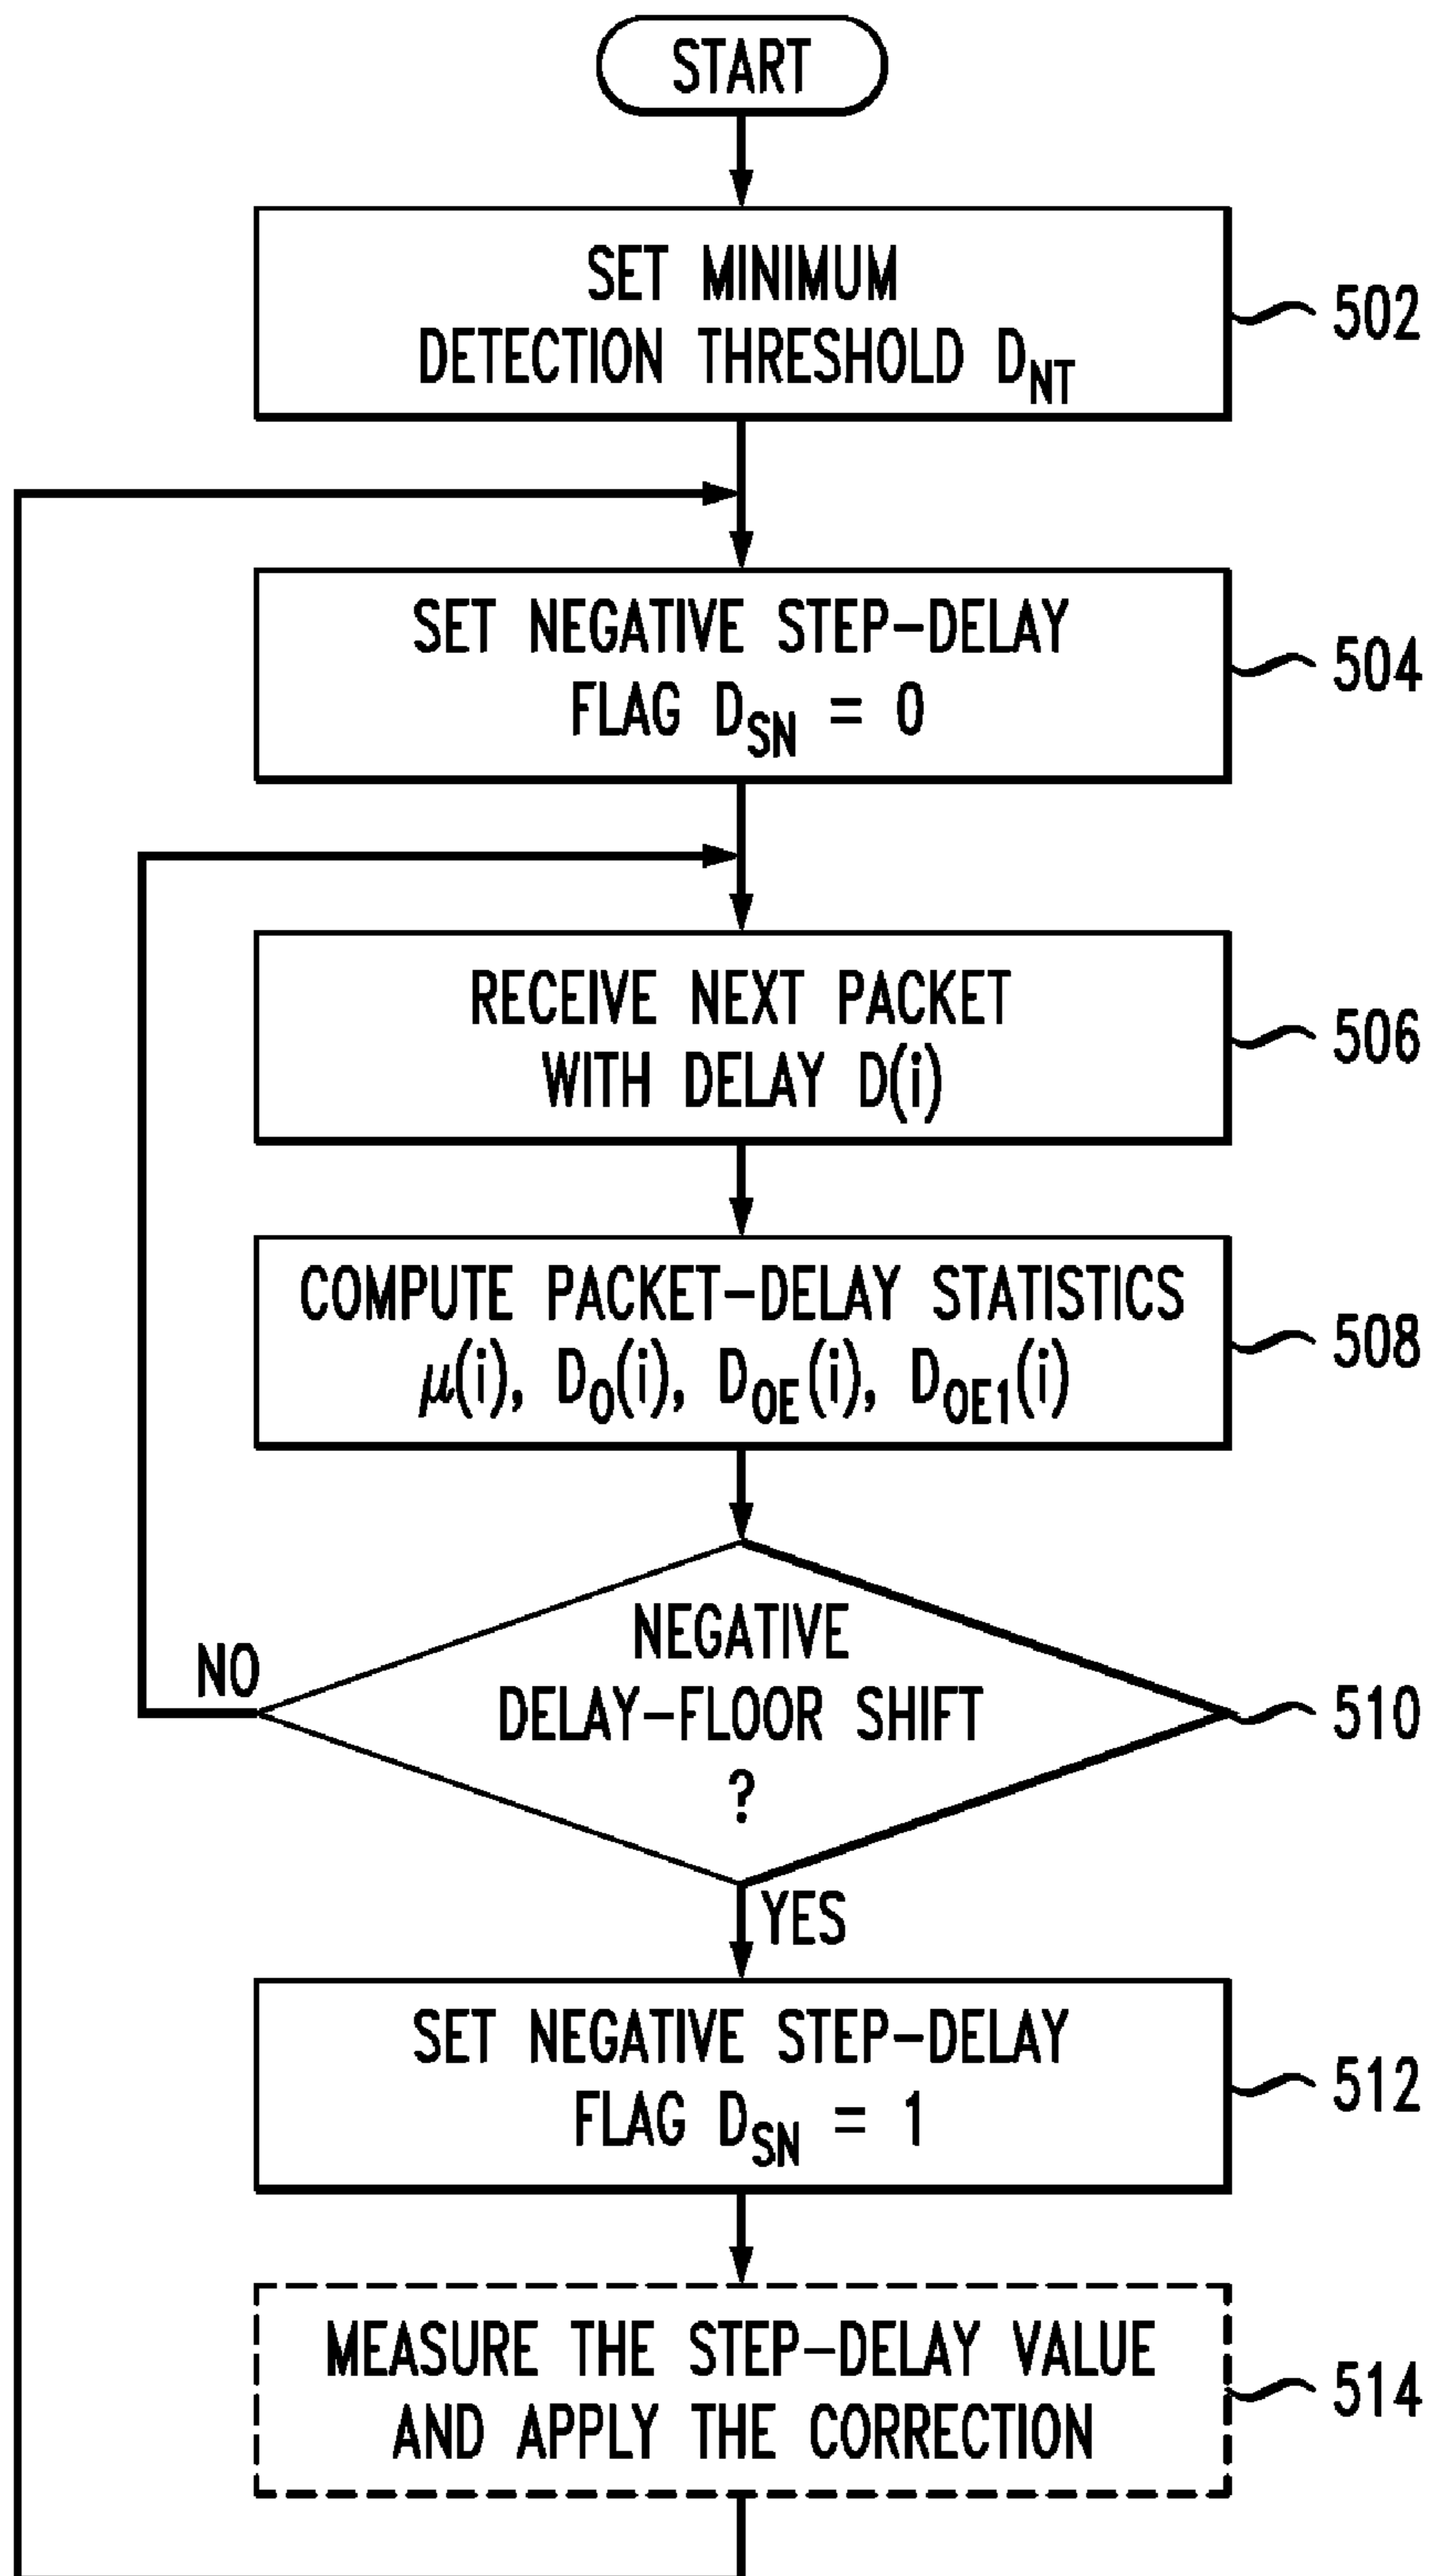 START
SET MINIMUM
DETECTION THRESHOLD D_NT
502
SET NEGATIVE STEP-DELAY
FLAG D_SN = 0
504
RECEIVE NEXT PACKET
WITH DELAY D(i)
506
COMPUTE PACKET-DELAY STATISTICS
μ(i), D_O(i), D_OE(i), D_OE1(i)
508
NEGATIVE
DELAY-FLOOR SHIFT
?
510
NO
YES
SET NEGATIVE STEP-DELAY
FLAG D_SN = 1
512
MEASURE THE STEP-DELAY VALUE
AND APPLY THE CORRECTION
514